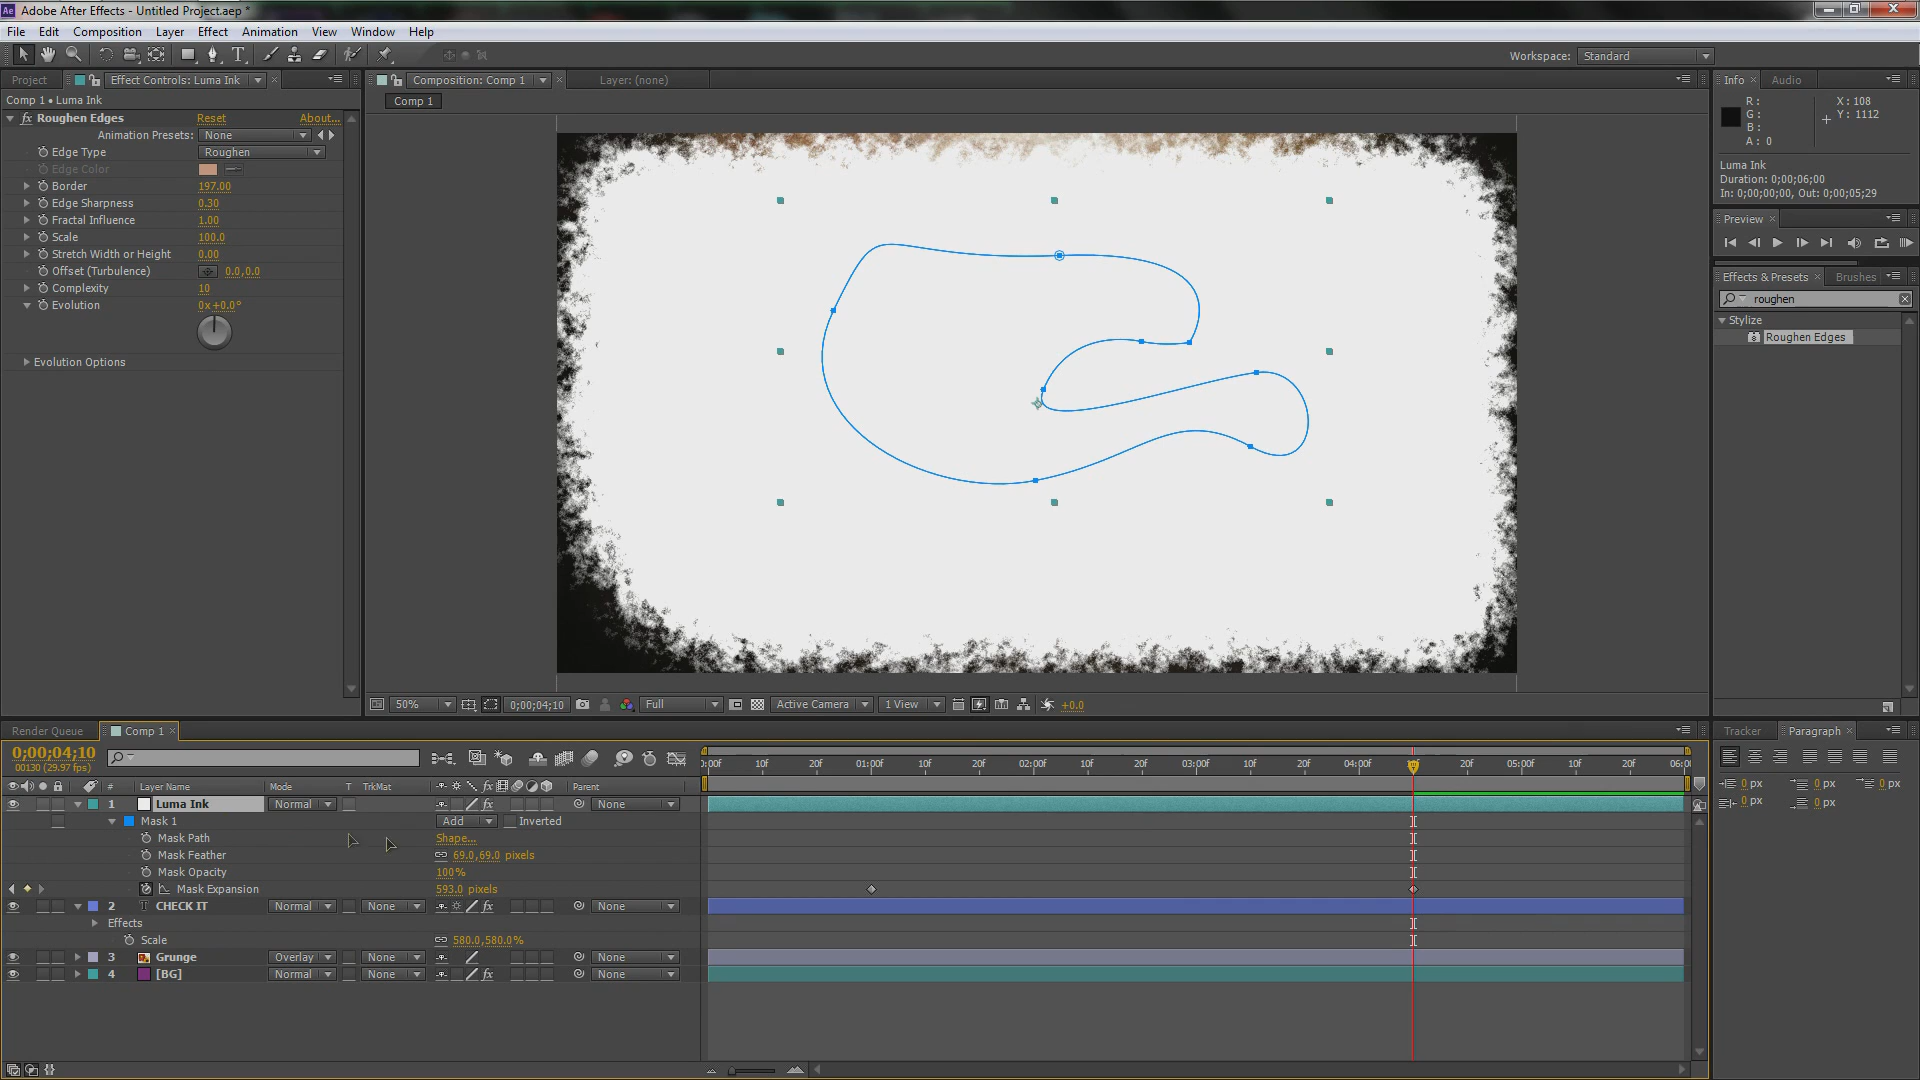 Ae Adobe After Effects - Untitled Project.aep *
File Edit Composition Layer Effect Animation View Window Help
T
Workspace: Standard
Project Effect Controls: Luma Ink Composition: Comp 1 Layer: (none) Info Audio
Comp 1 • Luma Ink
Comp 1
R :
G :
B :
A : 0
X : 108
Y : 1112
Luma Ink
Duration: 0;00;06;00
In: 0;00;00;00, Out: 0;00;05;29
fx Roughen Edges Reset About...
Animation Presets: None
Edge Type Roughen
Edge Color
Border 197.00
Edge Sharpness 0.30
Fractal Influence 1.00
Scale 100.0
Stretch Width or Height 0.00
Offset (Turbulence) 0.0,0.0
Complexity 10
Evolution 0x+0.0°
Evolution Options
Preview
Effects & Presets Brushes
roughen
Stylize
Roughen Edges
50% 0;00;04;10 Full Active Camera 1 View +0.0
Render Queue Comp 1
0;00;04;10
00130 (29.97 fps)
# Layer Name Mode T TrkMat fx Parent
0:00f 10f 20f 01:00f 10f 20f 02:00f 10f 20f 03:00f 10f 20f 04:00f 20f 05:00f 10f 20f 06:0
1 Luma Ink Normal fx None
Mask 1 Add Inverted
Mask Path Shape...
Mask Feather 69.0,69.0 pixels
Mask Opacity 100%
Mask Expansion 593.0 pixels
2 T CHECK IT Normal None fx None
Effects
Scale 580.0,580.0%
3 Grunge Overlay None None
4 [BG] Normal None fx None
Tracker Paragraph
0 px 0 px 0 px
0 px 0 px